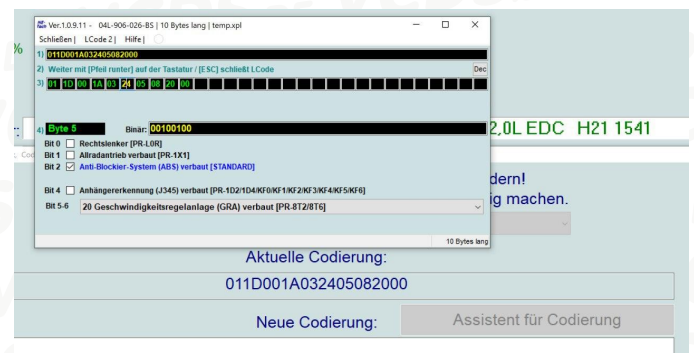 Ver.1.0.9.11 - 04L-906-026-BS | 10 Bytes lang | temp.xpl
Schließen | LCode 2 | Hilfe |
%
1) 011D001A032405082000
2) Weiter mit [Pfeil runter] auf der Tastatur / [ESC] schließt LCode
Dec
3) 01 1D 00 1A 03 24 05 08 20 00
4) Byte 5 Binär: 00100100
2,0L EDC H21 1541
Bit 0 Rechtslenker [PR-L0R]
Bit 1 Allradantrieb verbaut [PR-1X1]
Bit 2 Anti-Blockier-System (ABS) verbaut [STANDARD]
dern!
Bit 4 Anhängererkennung (J345) verbaut [PR-1D2/1D4/KF0/KF1/KF2/KF3/KF4/KF5/KF6]
ig machen.
Bit 5-6 20 Geschwindigkeitsregelanlage (GRA) verbaut [PR-8T2/8T6]
10 Bytes lang
Aktuelle Codierung:
011D001A032405082000
Neue Codierung: Assistent für Codierung